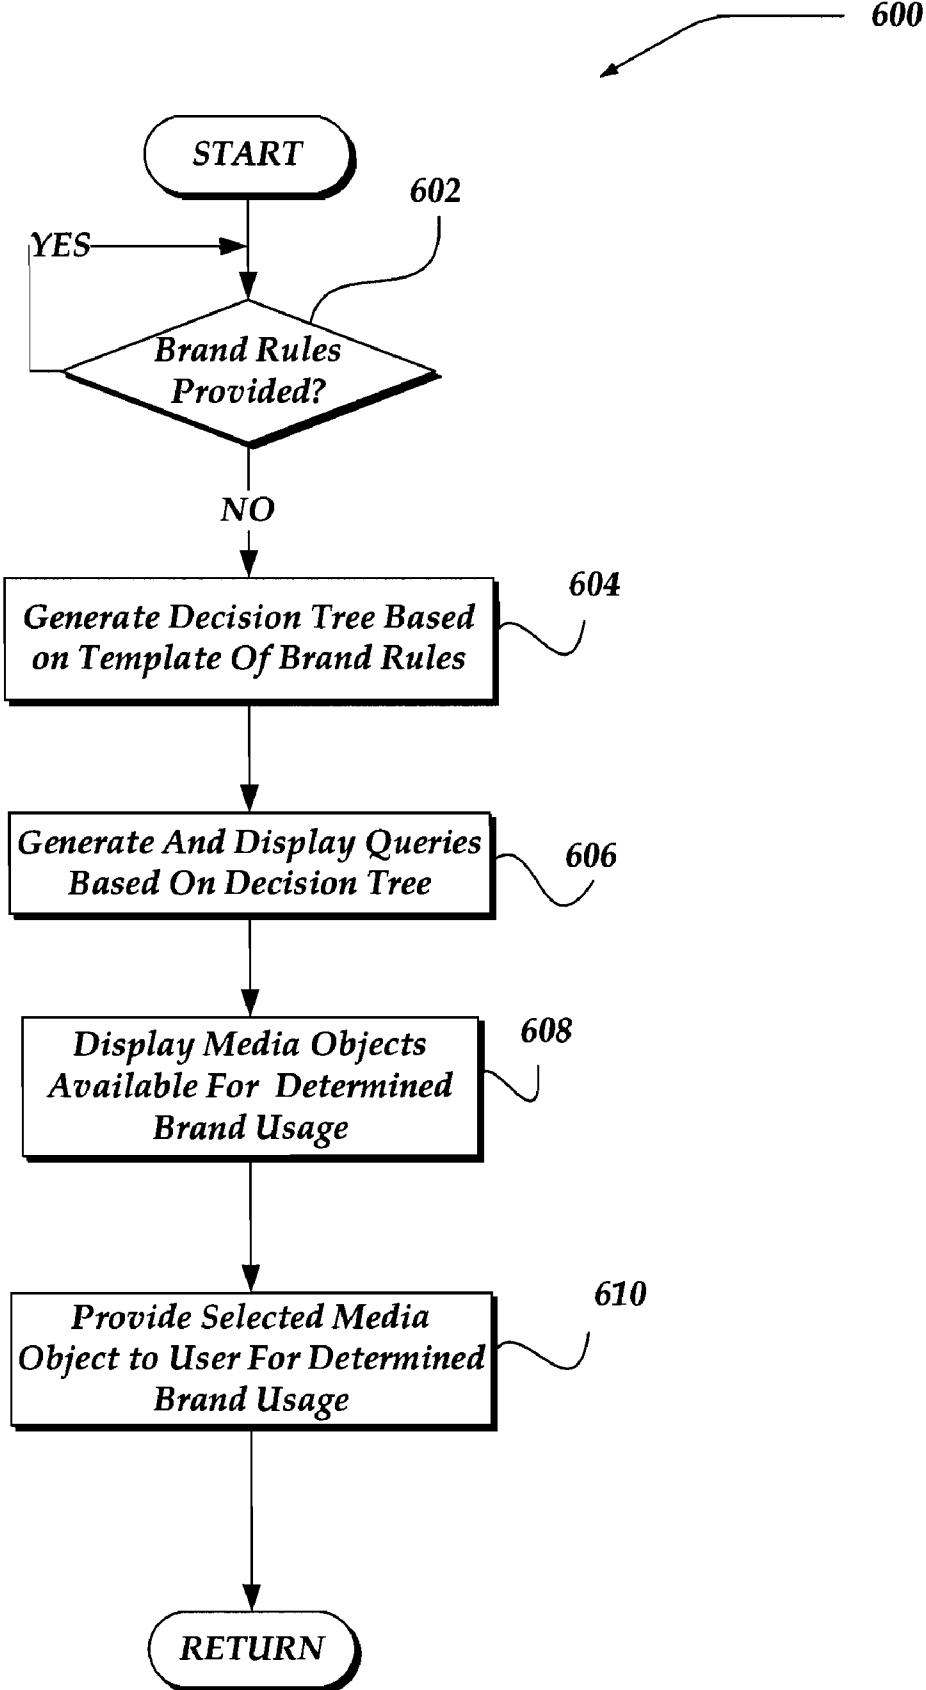 600
START
602
YES
Brand Rules
Provided?
NO
604
Generate Decision Tree Based
on Template Of Brand Rules
606
Generate And Display Queries
Based On Decision Tree
608
Display Media Objects
Available For Determined
Brand Usage
610
Provide Selected Media
Object to User For Determined
Brand Usage
RETURN